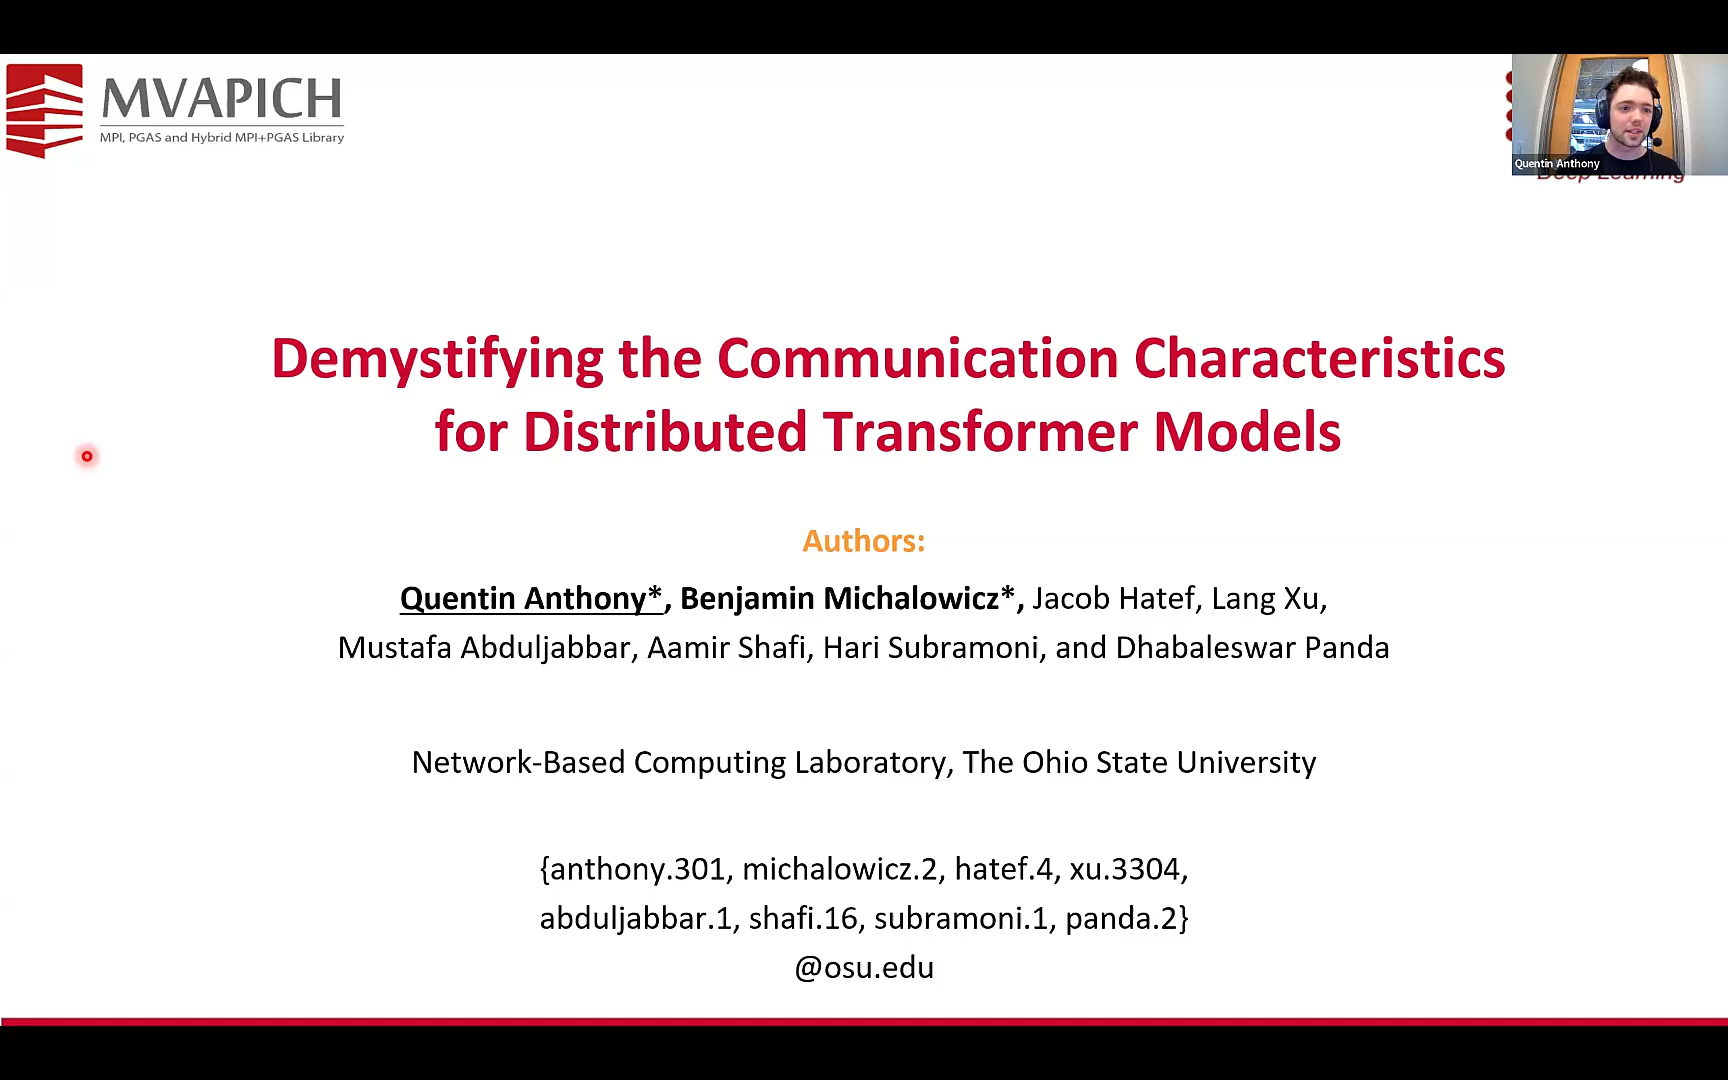 MVAPICH
MPI, PGAS and Hybrid MPI+PGAS Library
Quentin Anthony
Deep Learning
Demystifying the Communication Characteristics
for Distributed Transformer Models
Authors:
Quentin Anthony*, Benjamin Michalowicz*, Jacob Hatef, Lang Xu,
Mustafa Abduljabbar, Aamir Shafi, Hari Subramoni, and Dhabaleswar Panda
Network-Based Computing Laboratory, The Ohio State University
{anthony.301, michalowicz.2, hatef.4, xu.3304,
abduljabbar.1, shafi.16, subramoni.1, panda.2}
@osu.edu